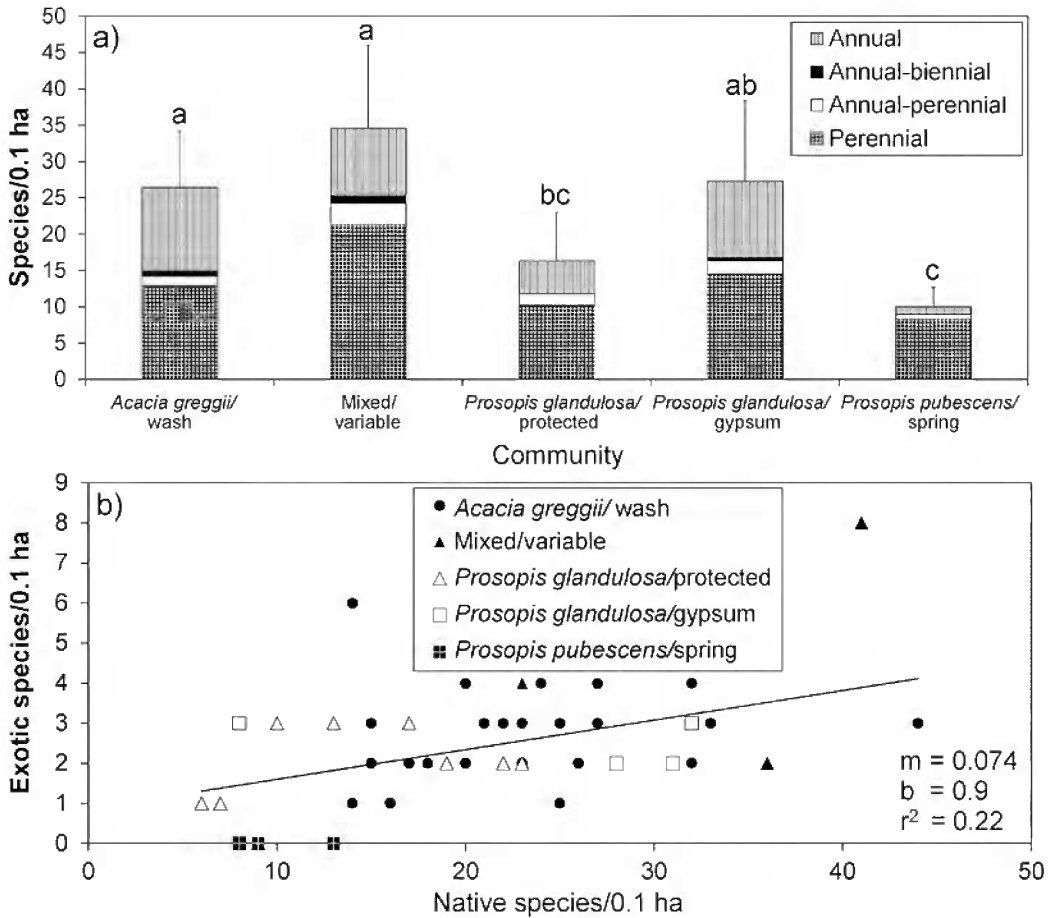 a)
Species/0.1 ha
50
45
40
35
30
25
20
15
10
5
0
a
a
bc
ab
c
Annual
Annual-biennial
Annual-perennial
Perennial
Acacia greggii/
wash
Mixed/
variable
Prosopis glandulosa/
protected
Prosopis glandulosa/
gypsum
Prosopis pubescens/
spring
Community
b)
Exotic species/0.1 ha
9
8
7
6
5
4
3
2
1
0
Acacia greggii/ wash
Mixed/variable
Prosopis glandulosa/protected
Prosopis glandulosa/gypsum
Prosopis pubescens/spring
m = 0.074
b = 0.9
r² = 0.22
0
10
20
30
40
50
Native species/0.1 ha